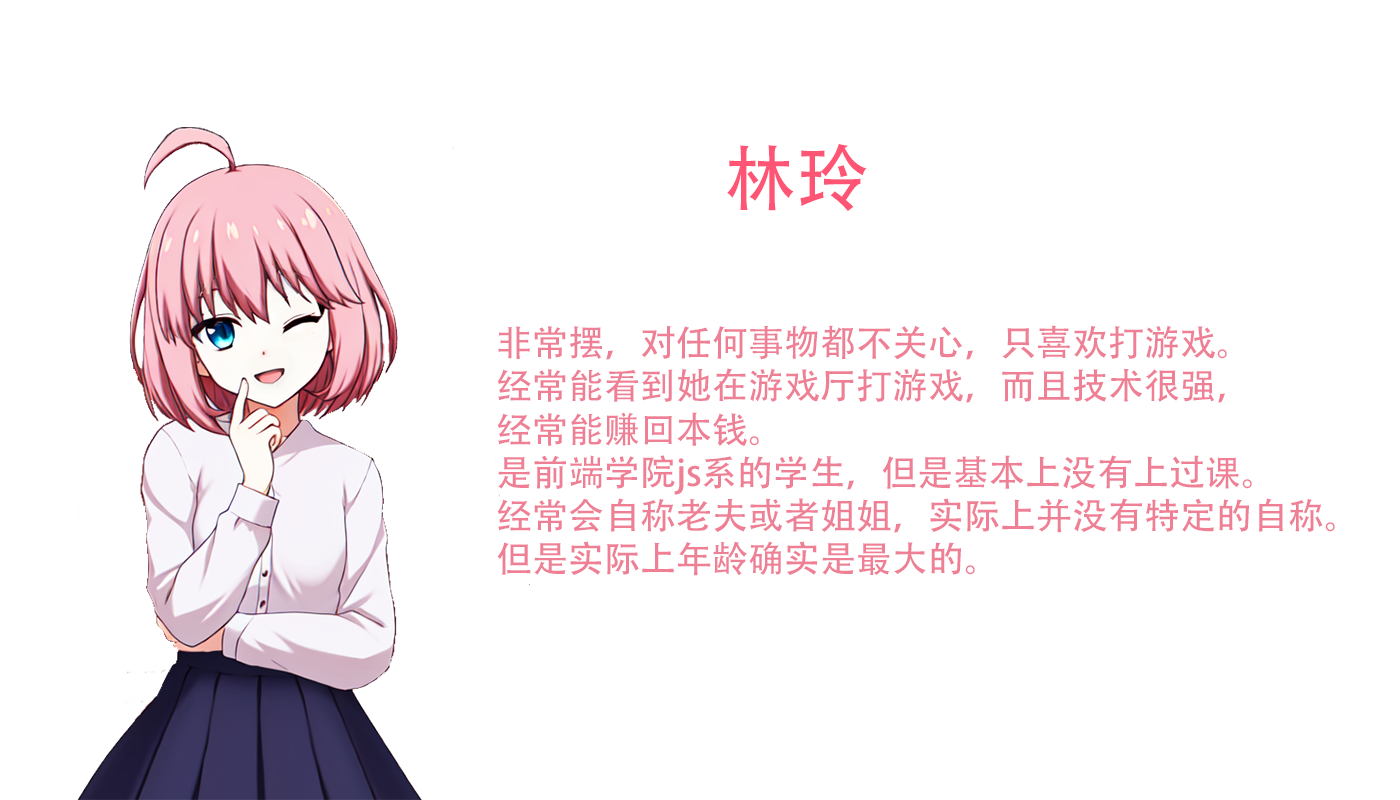 林玲
非常摆，对任何事物都不关心，只喜欢打游戏。
经常能看到她在游戏厅打游戏，而且技术很强，
经常能赚回本钱。
是前端学院js系的学生，但是基本上没有上过课。
经常会自称老夫或者姐姐，实际上并没有特定的自称。
但是实际上年龄确实是最大的。